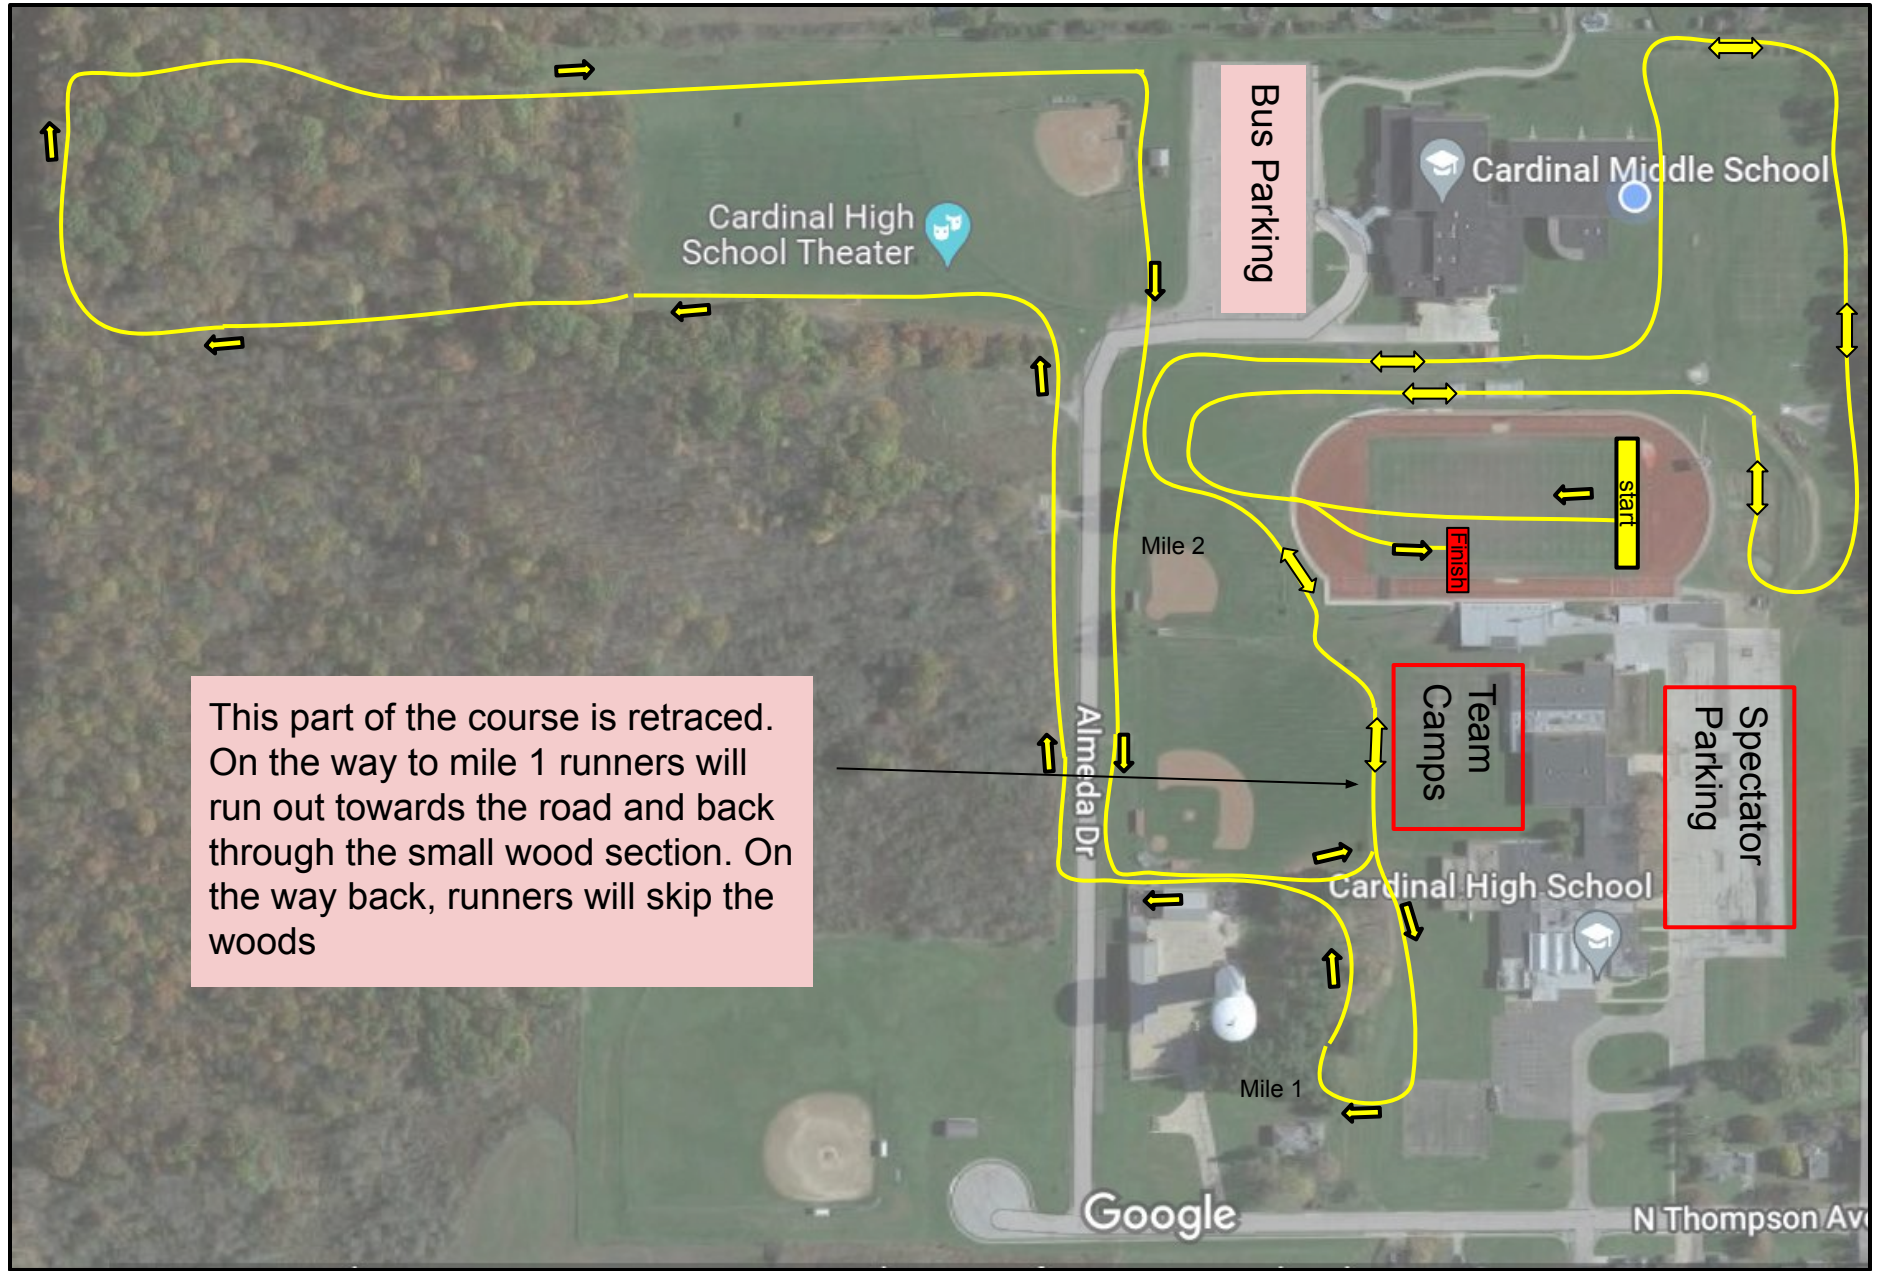 Bus Parking
Cardinal Middle School
Cardinal High
School Theater
start
Finish
Mile 2
Team
Camps
Spectator
Parking
This part of the course is retraced.
On the way to mile 1 runners will
run out towards the road and back
through the small wood section. On
the way back, runners will skip the
woods
Almeda Dr
Cardinal High School
Mile 1
Google
N Thompson Av